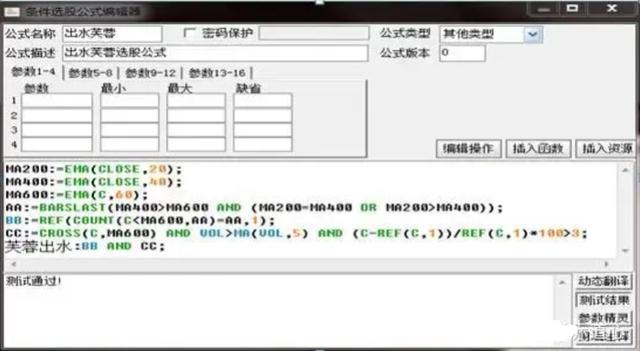 条件选股公式编辑器
公式名称 出水芙蓉 密码保护 公式类型 其他类型
公式描述 出水芙蓉选股公式 公式版本 0
参数1-4 参数5-8 参数9-12 参数13-16
参数 最小 最大 缺省
1
2
3
4
编辑操作 插入函数 插入资源
MA200:=EMA(CLOSE,20);
MA400:=EMA(CLOSE,40);
MA600:=EMA(C,60);
AA:=BARSLAST(MA400>MA600 AND (MA200=MA400 OR MA200>MA400));
BB:=REF(COUNT(C<MA600,AA)=AA,1);
CC:=CROSS(C,MA600) AND VOL>MA(VOL,5) AND (C-REF(C,1))/REF(C,1)*100>3;
芙蓉出水:BB AND CC;
测试通过!
动态翻译
测试结果
参数精灵